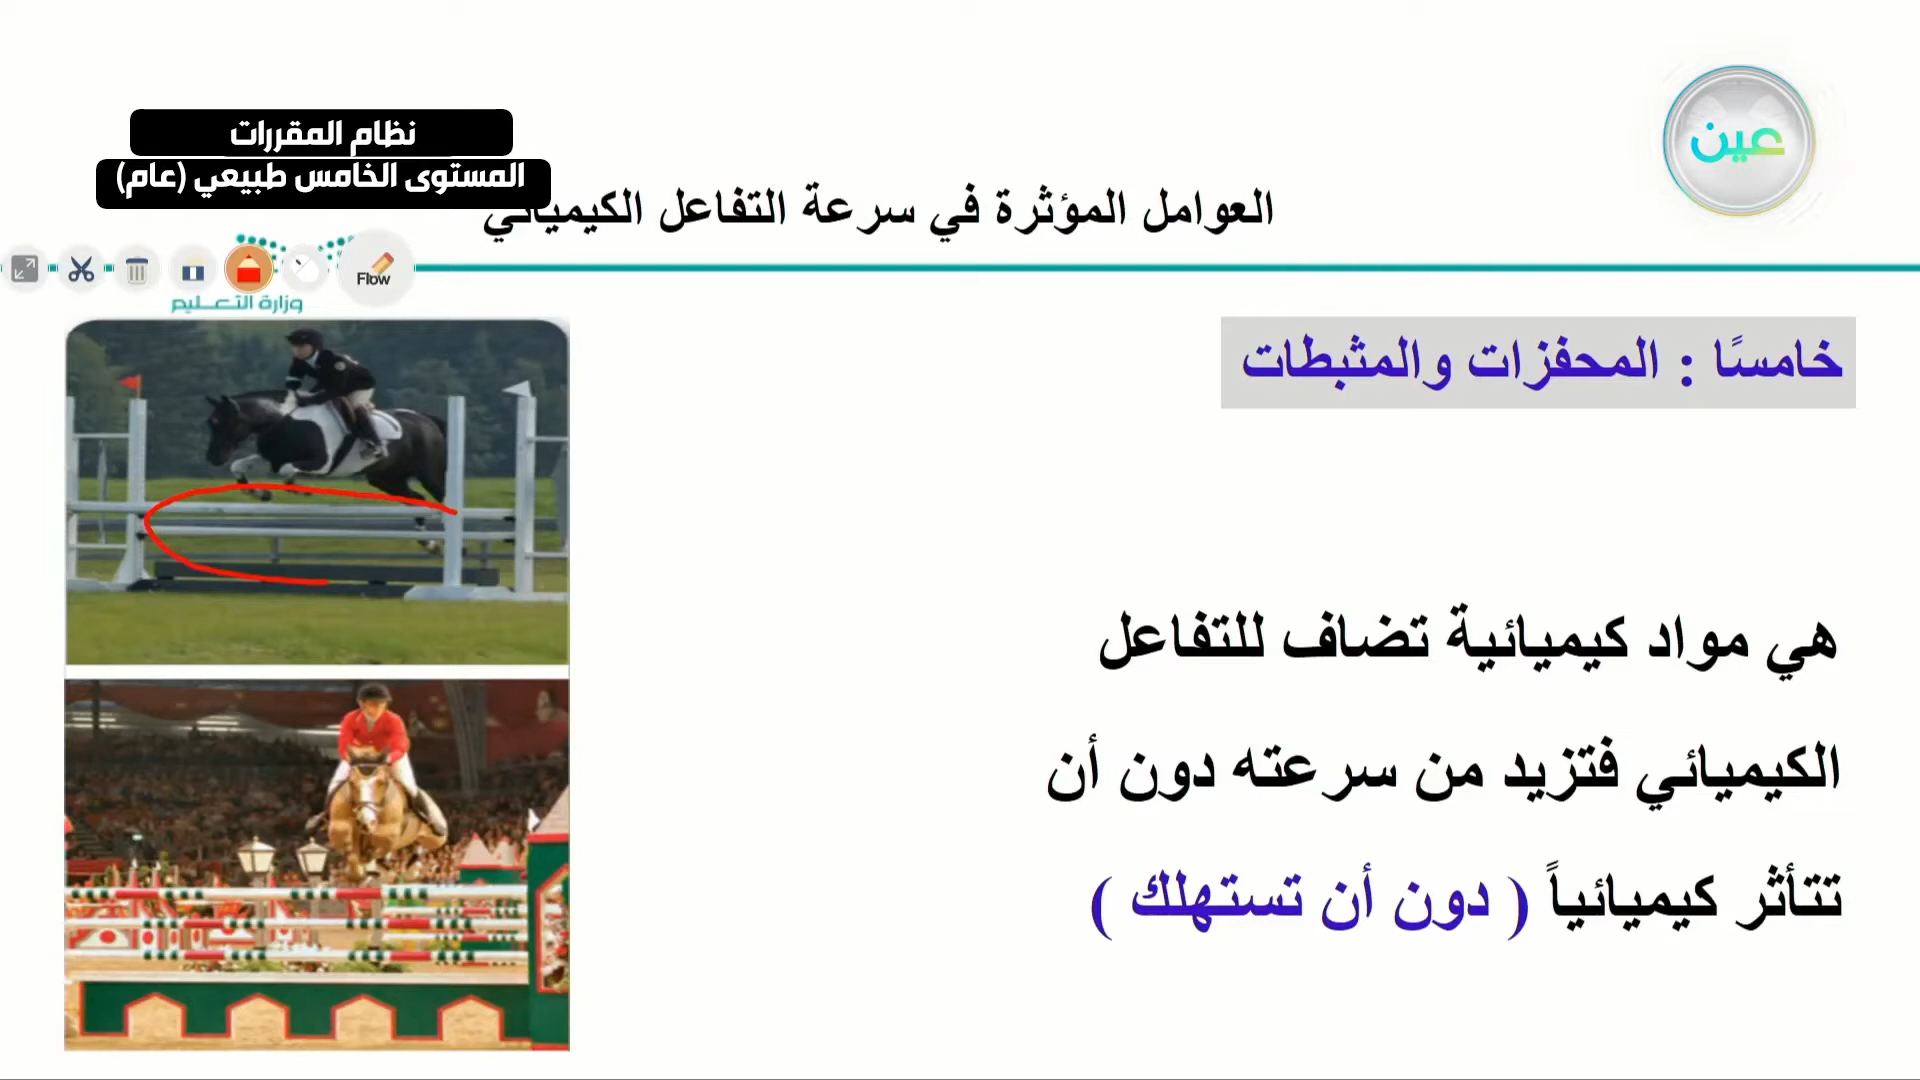 عين
نظام المقررات
المستوى الخامس طبيعي (عام)
العوامل المؤثرة في سرعة التفاعل الكيميائي
Flow
وزارة التعليم
خامسًا : المحفزات والمثبطات
هي مواد كيميائية تضاف للتفاعل
الكيميائي فتزيد من سرعته دون أن
تتأثر كيميائياً ( دون أن تستهلك )